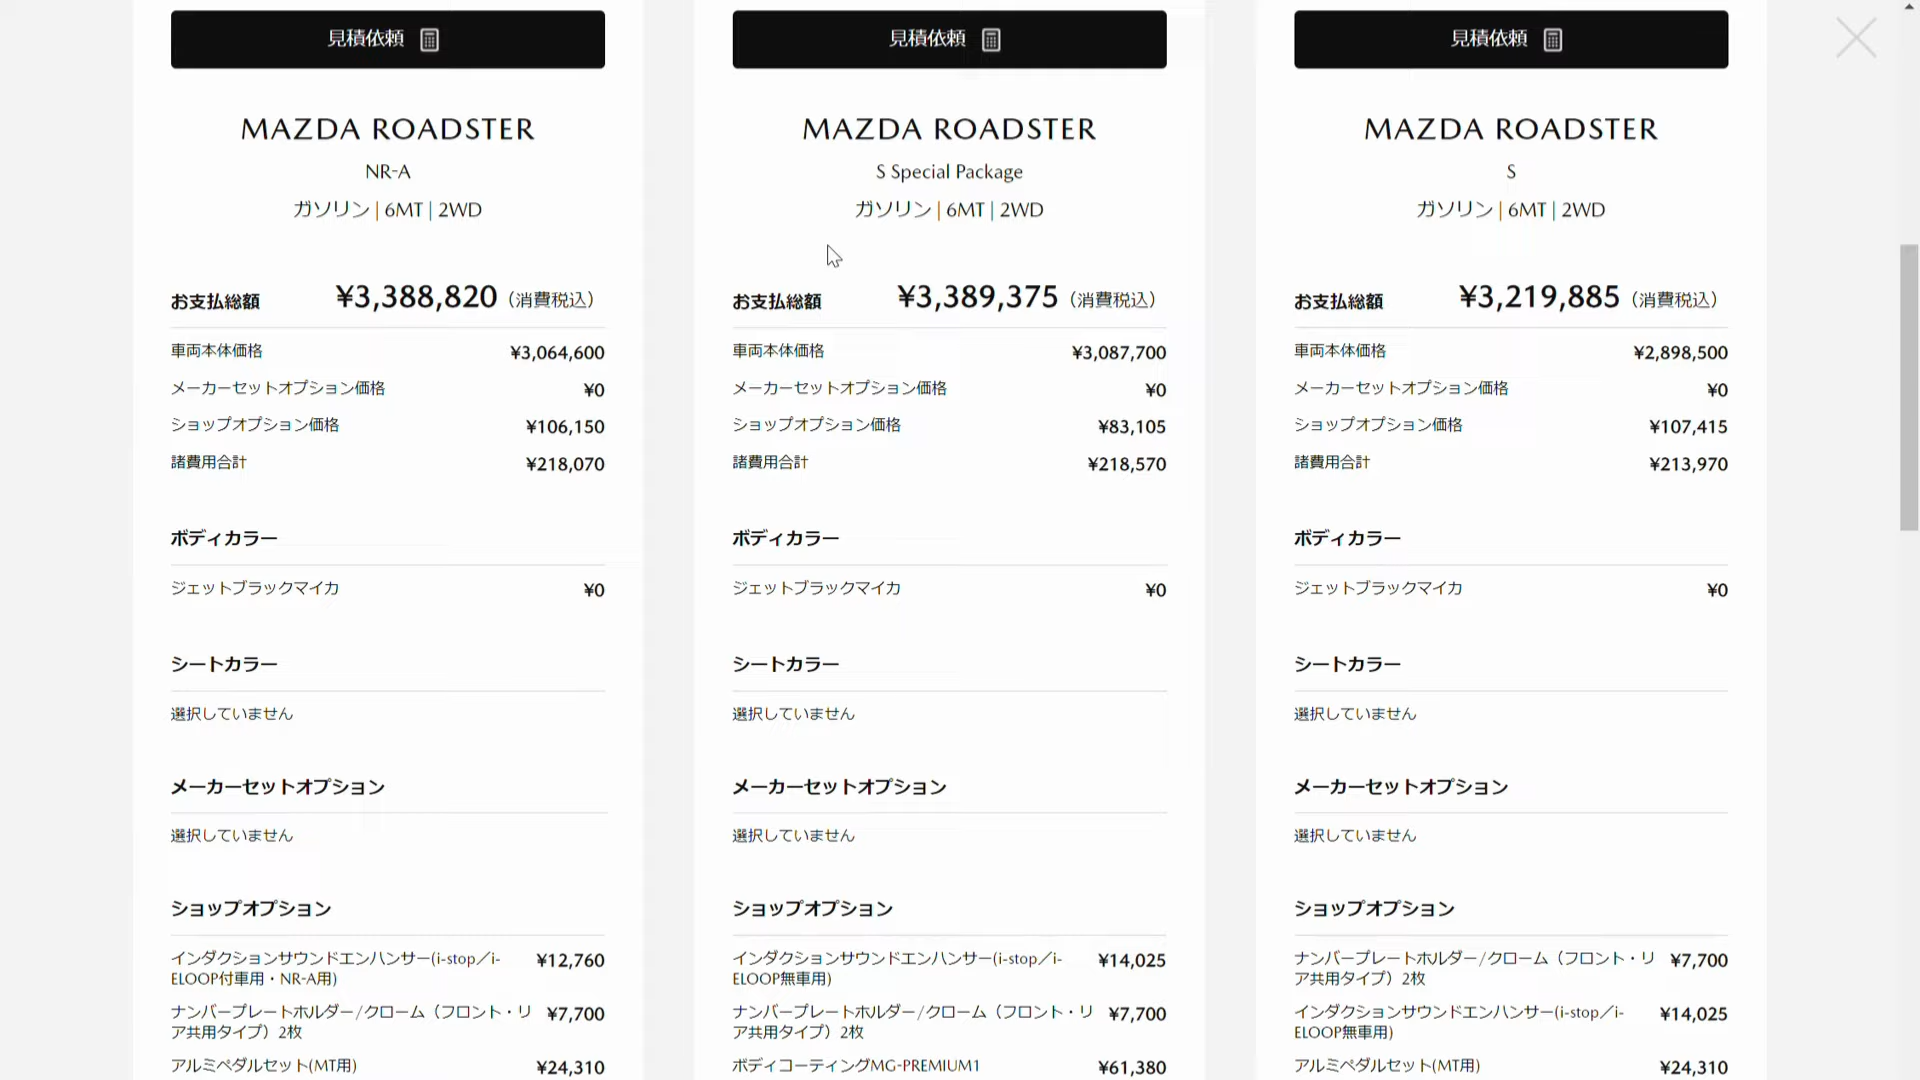 見積依頼
MAZDA ROADSTER
NR-A
ガソリン | 6MT | 2WD
お支払総額 ¥3,388,820（消費税込）
車両本体価格 ¥3,064,600
メーカーセットオプション価格 ¥0
ショップオプション価格 ¥106,150
諸費用合計 ¥218,070
ボディカラー
ジェットブラックマイカ ¥0
シートカラー
選択していません
メーカーセットオプション
選択していません
ショップオプション
インダクションサウンドエンハンサー(i-stop／i- ¥12,760
ELOOP付車用・NR-A用)
ナンバープレートホルダー/クローム（フロント・リ ¥7,700
ア共用タイプ）2枚
アルミペダルセット(MT用) ¥24,310
見積依頼
MAZDA ROADSTER
S Special Package
ガソリン | 6MT | 2WD
お支払総額 ¥3,389,375（消費税込）
車両本体価格 ¥3,087,700
メーカーセットオプション価格 ¥0
ショップオプション価格 ¥83,105
諸費用合計 ¥218,570
ボディカラー
ジェットブラックマイカ ¥0
シートカラー
選択していません
メーカーセットオプション
選択していません
ショップオプション
インダクションサウンドエンハンサー(i-stop／i- ¥14,025
ELOOP無車用)
ナンバープレートホルダー/クローム（フロント・リ ¥7,700
ア共用タイプ）2枚
ボディコーティングMG-PREMIUM1 ¥61,380
見積依頼
MAZDA ROADSTER
S
ガソリン | 6MT | 2WD
お支払総額 ¥3,219,885（消費税込）
車両本体価格 ¥2,898,500
メーカーセットオプション価格 ¥0
ショップオプション価格 ¥107,415
諸費用合計 ¥213,970
ボディカラー
ジェットブラックマイカ ¥0
シートカラー
選択していません
メーカーセットオプション
選択していません
ショップオプション
ナンバープレートホルダー/クローム（フロント・リ ¥7,700
ア共用タイプ）2枚
インダクションサウンドエンハンサー(i-stop／i- ¥14,025
ELOOP無車用)
アルミペダルセット(MT用) ¥24,310